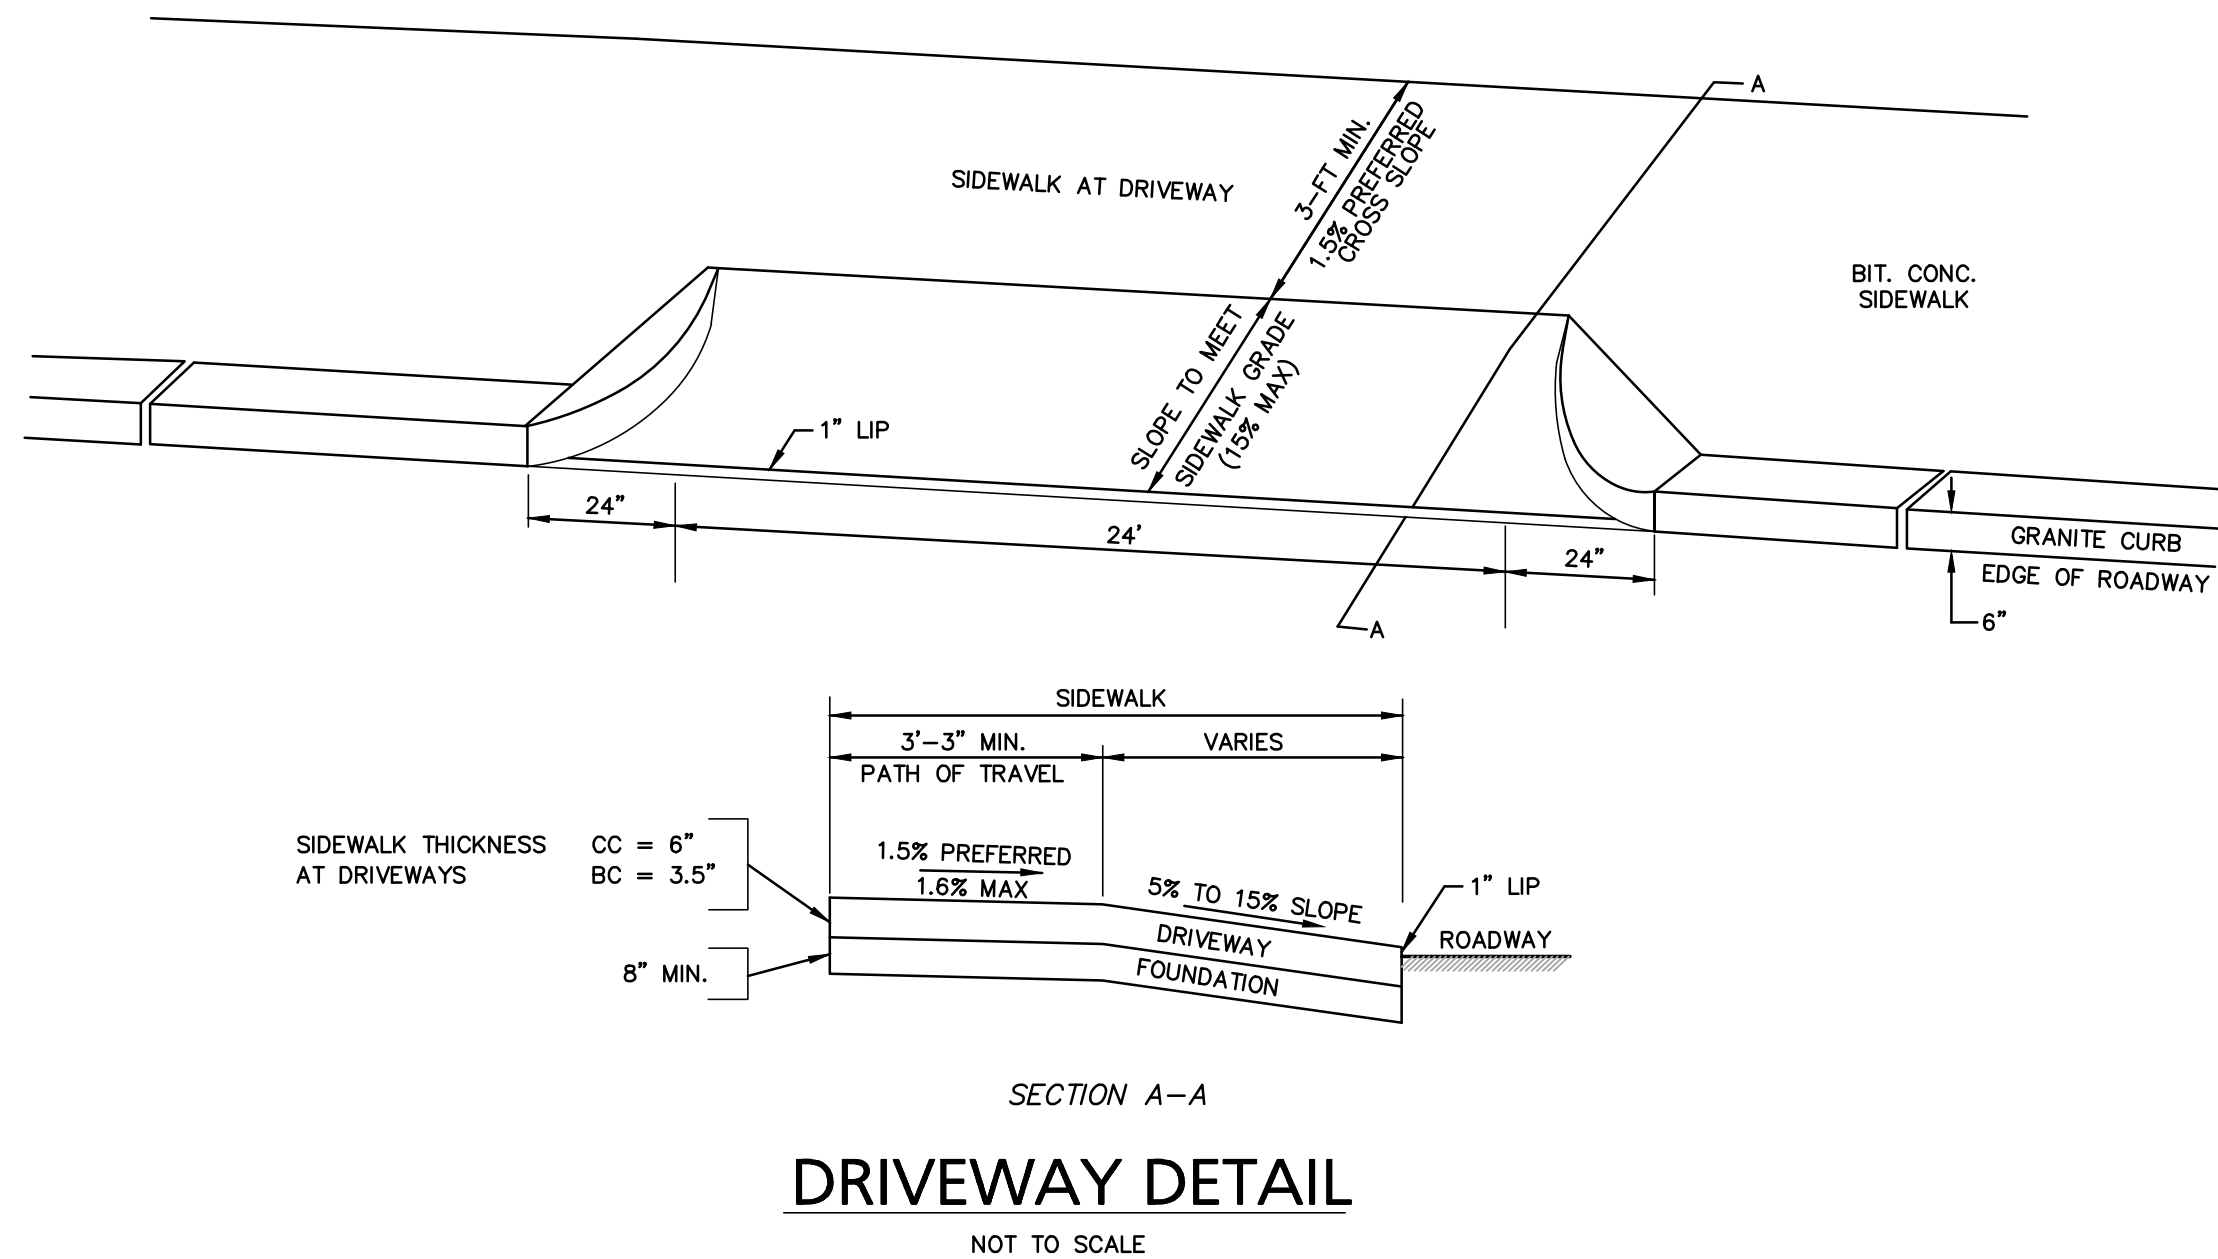 A
3-FT MIN.
1.5% PREFERRED
CROSS SLOPE
SIDEWALK AT DRIVEWAY
BIT. CONC.
SIDEWALK
SLOPE TO MEET
SIDEWALK GRADE
(15% MAX)
1" LIP
24"
24'
24"
GRANITE CURB
EDGE OF ROADWAY
6"
A
SIDEWALK
3'-3" MIN.
VARIES
PATH OF TRAVEL
SIDEWALK THICKNESS CC = 6"
AT DRIVEWAYS BC = 3.5"
1.5% PREFERRED
1.6% MAX
5% TO 15% SLOPE
1" LIP
DRIVEWAY
ROADWAY
FOUNDATION
8" MIN.
SECTION A-A
DRIVEWAY DETAIL
NOT TO SCALE